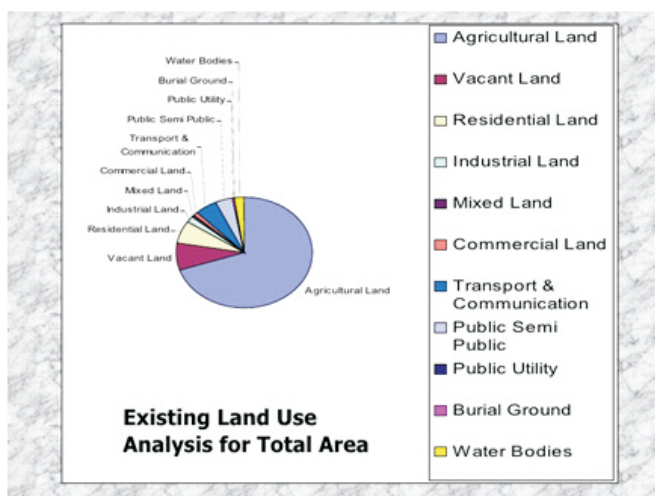 Water Bodies
Burial Ground
Public Utility
Public Semi Public
Transport &
Communication
Commercial Land
Mixed Land
Industrial Land
Residential Land
Vacant Land
Agricultural Land
Existing Land Use
Analysis for Total Area
Agricultural Land
Vacant Land
Residential Land
Industrial Land
Mixed Land
Commercial Land
Transport &
Communication
Public Semi
Public
Public Utility
Burial Ground
Water Bodies